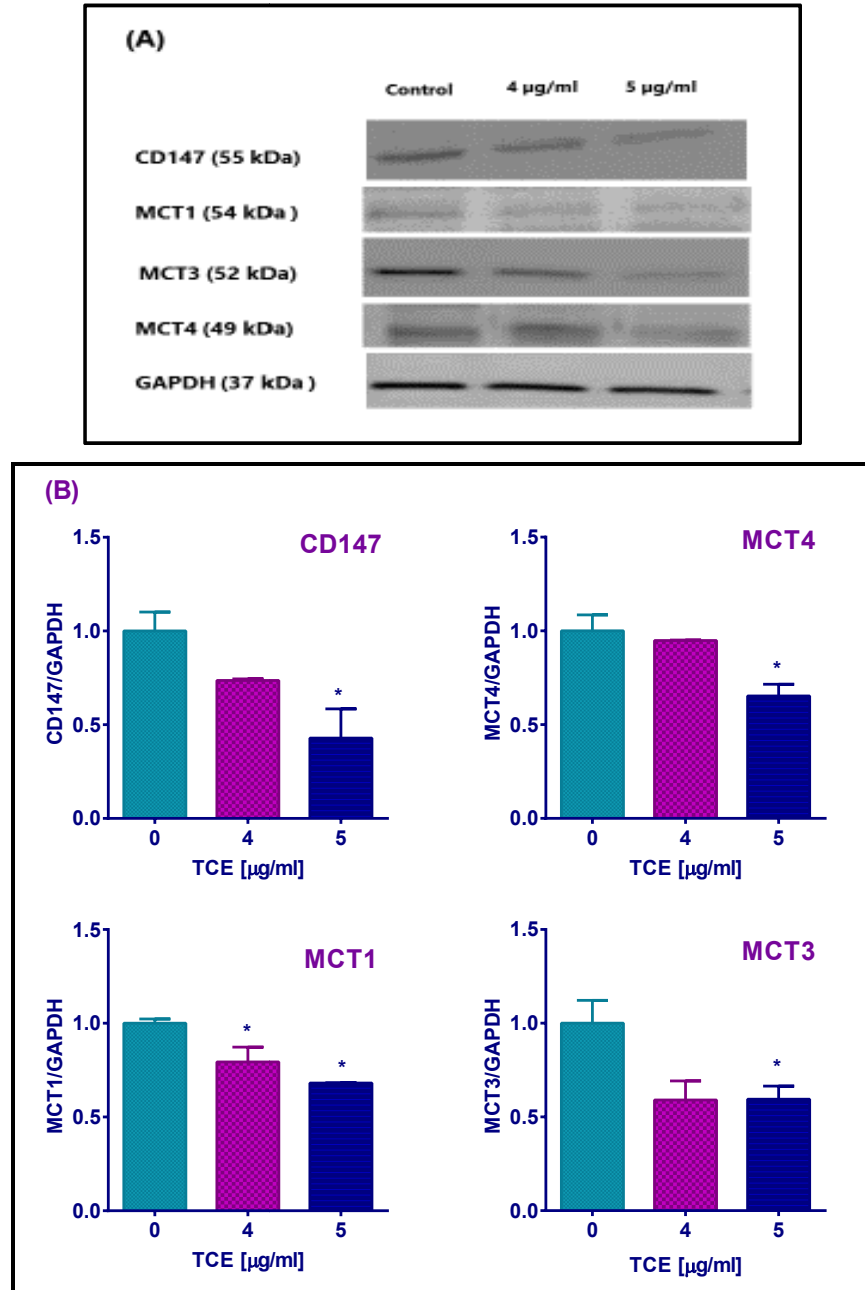 (A)
Control 4 µg/ml 5 µg/ml
CD147 (55 kDa)
MCT1 (54 kDa )
MCT3 (52 kDa)
MCT4 (49 kDa)
GAPDH (37 kDa )
(B)
CD147
CD147/GAPDH
1.5
1.0
0.5
0.0
*
0 4 5
TCE [µg/ml]
MCT4
MCT4/GAPDH
1.5
1.0
0.5
0.0
*
0 4 5
TCE [µg/ml]
MCT1
MCT1/GAPDH
1.5
1.0
0.5
0.0
* *
0 4 5
TCE [µg/ml]
MCT3
MCT3/GAPDH
1.5
1.0
0.5
0.0
*
0 4 5
TCE [µg/ml]